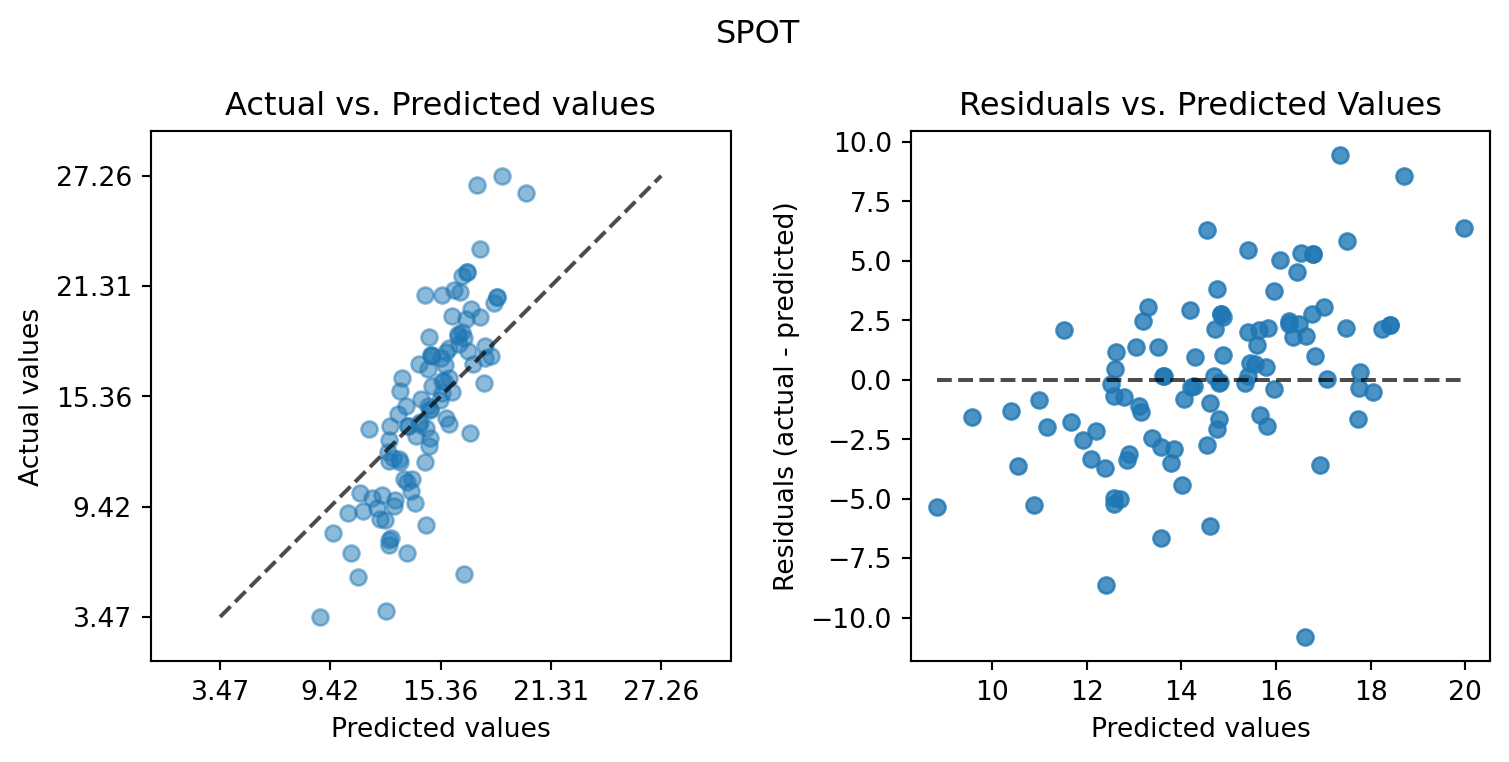 SPOT
Actual vs. Predicted values
Actual values
27.26
21.31
15.36
9.42
3.47
3.47 9.42 15.36 21.31 27.26
Predicted values
Residuals vs. Predicted Values
Residuals (actual - predicted)
10.0
7.5
5.0
2.5
0.0
−2.5
−5.0
−7.5
−10.0
10 12 14 16 18 20
Predicted values